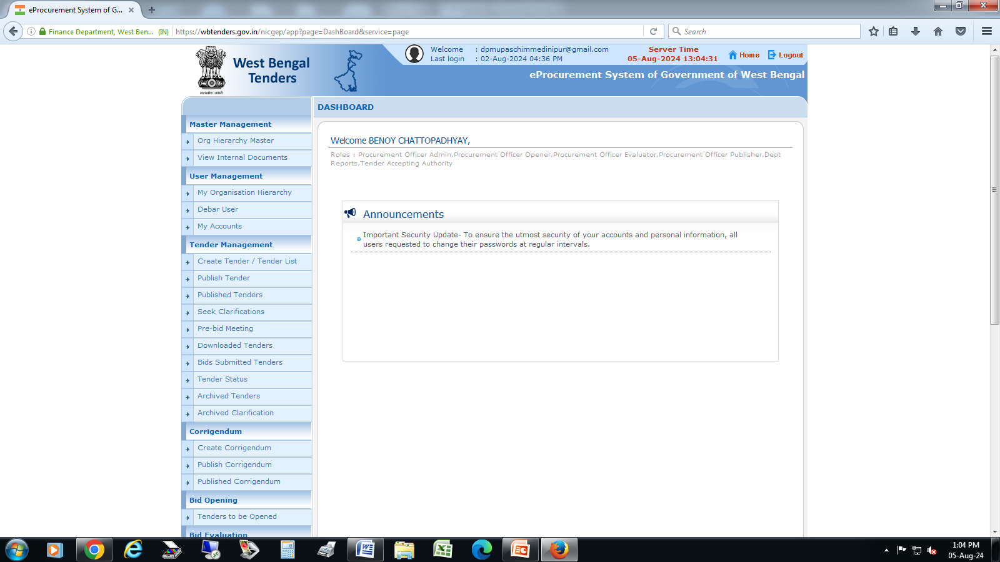 eProcurement System of G...
Finance Department, West Ben... (IN)
https://wbtenders.gov.in/nicgep/app?page=DashBoard&service=page
Search
सत्यमेव जयते
West Bengal
Tenders
Welcome : dpmupaschimmedinipur@gmail.com
Last login : 02-Aug-2024 04:36 PM
Server Time
05-Aug-2024 13:04:31
Home
Logout
eProcurement System of Government of West Bengal
DASHBOARD
Master Management
Org Hierarchy Master
View Internal Documents
User Management
My Organisation Hierarchy
Debar User
My Accounts
Tender Management
Create Tender / Tender List
Publish Tender
Published Tenders
Seek Clarifications
Pre-bid Meeting
Downloaded Tenders
Bids Submitted Tenders
Tender Status
Archived Tenders
Archived Clarification
Corrigendum
Create Corrigendum
Publish Corrigendum
Published Corrigendum
Bid Opening
Tenders to be Opened
Bid Evaluation
Welcome BENOY CHATTOPADHYAY,
Roles : Procurement Officer Admin,Procurement Officer Opener,Procurement Officer Evaluator,Procurement Officer Publisher,Dept
Reports,Tender Accepting Authority
Announcements
Important Security Update- To ensure the utmost security of your accounts and personal information, all
users requested to change their passwords at regular intervals.
1:04 PM
05-Aug-24